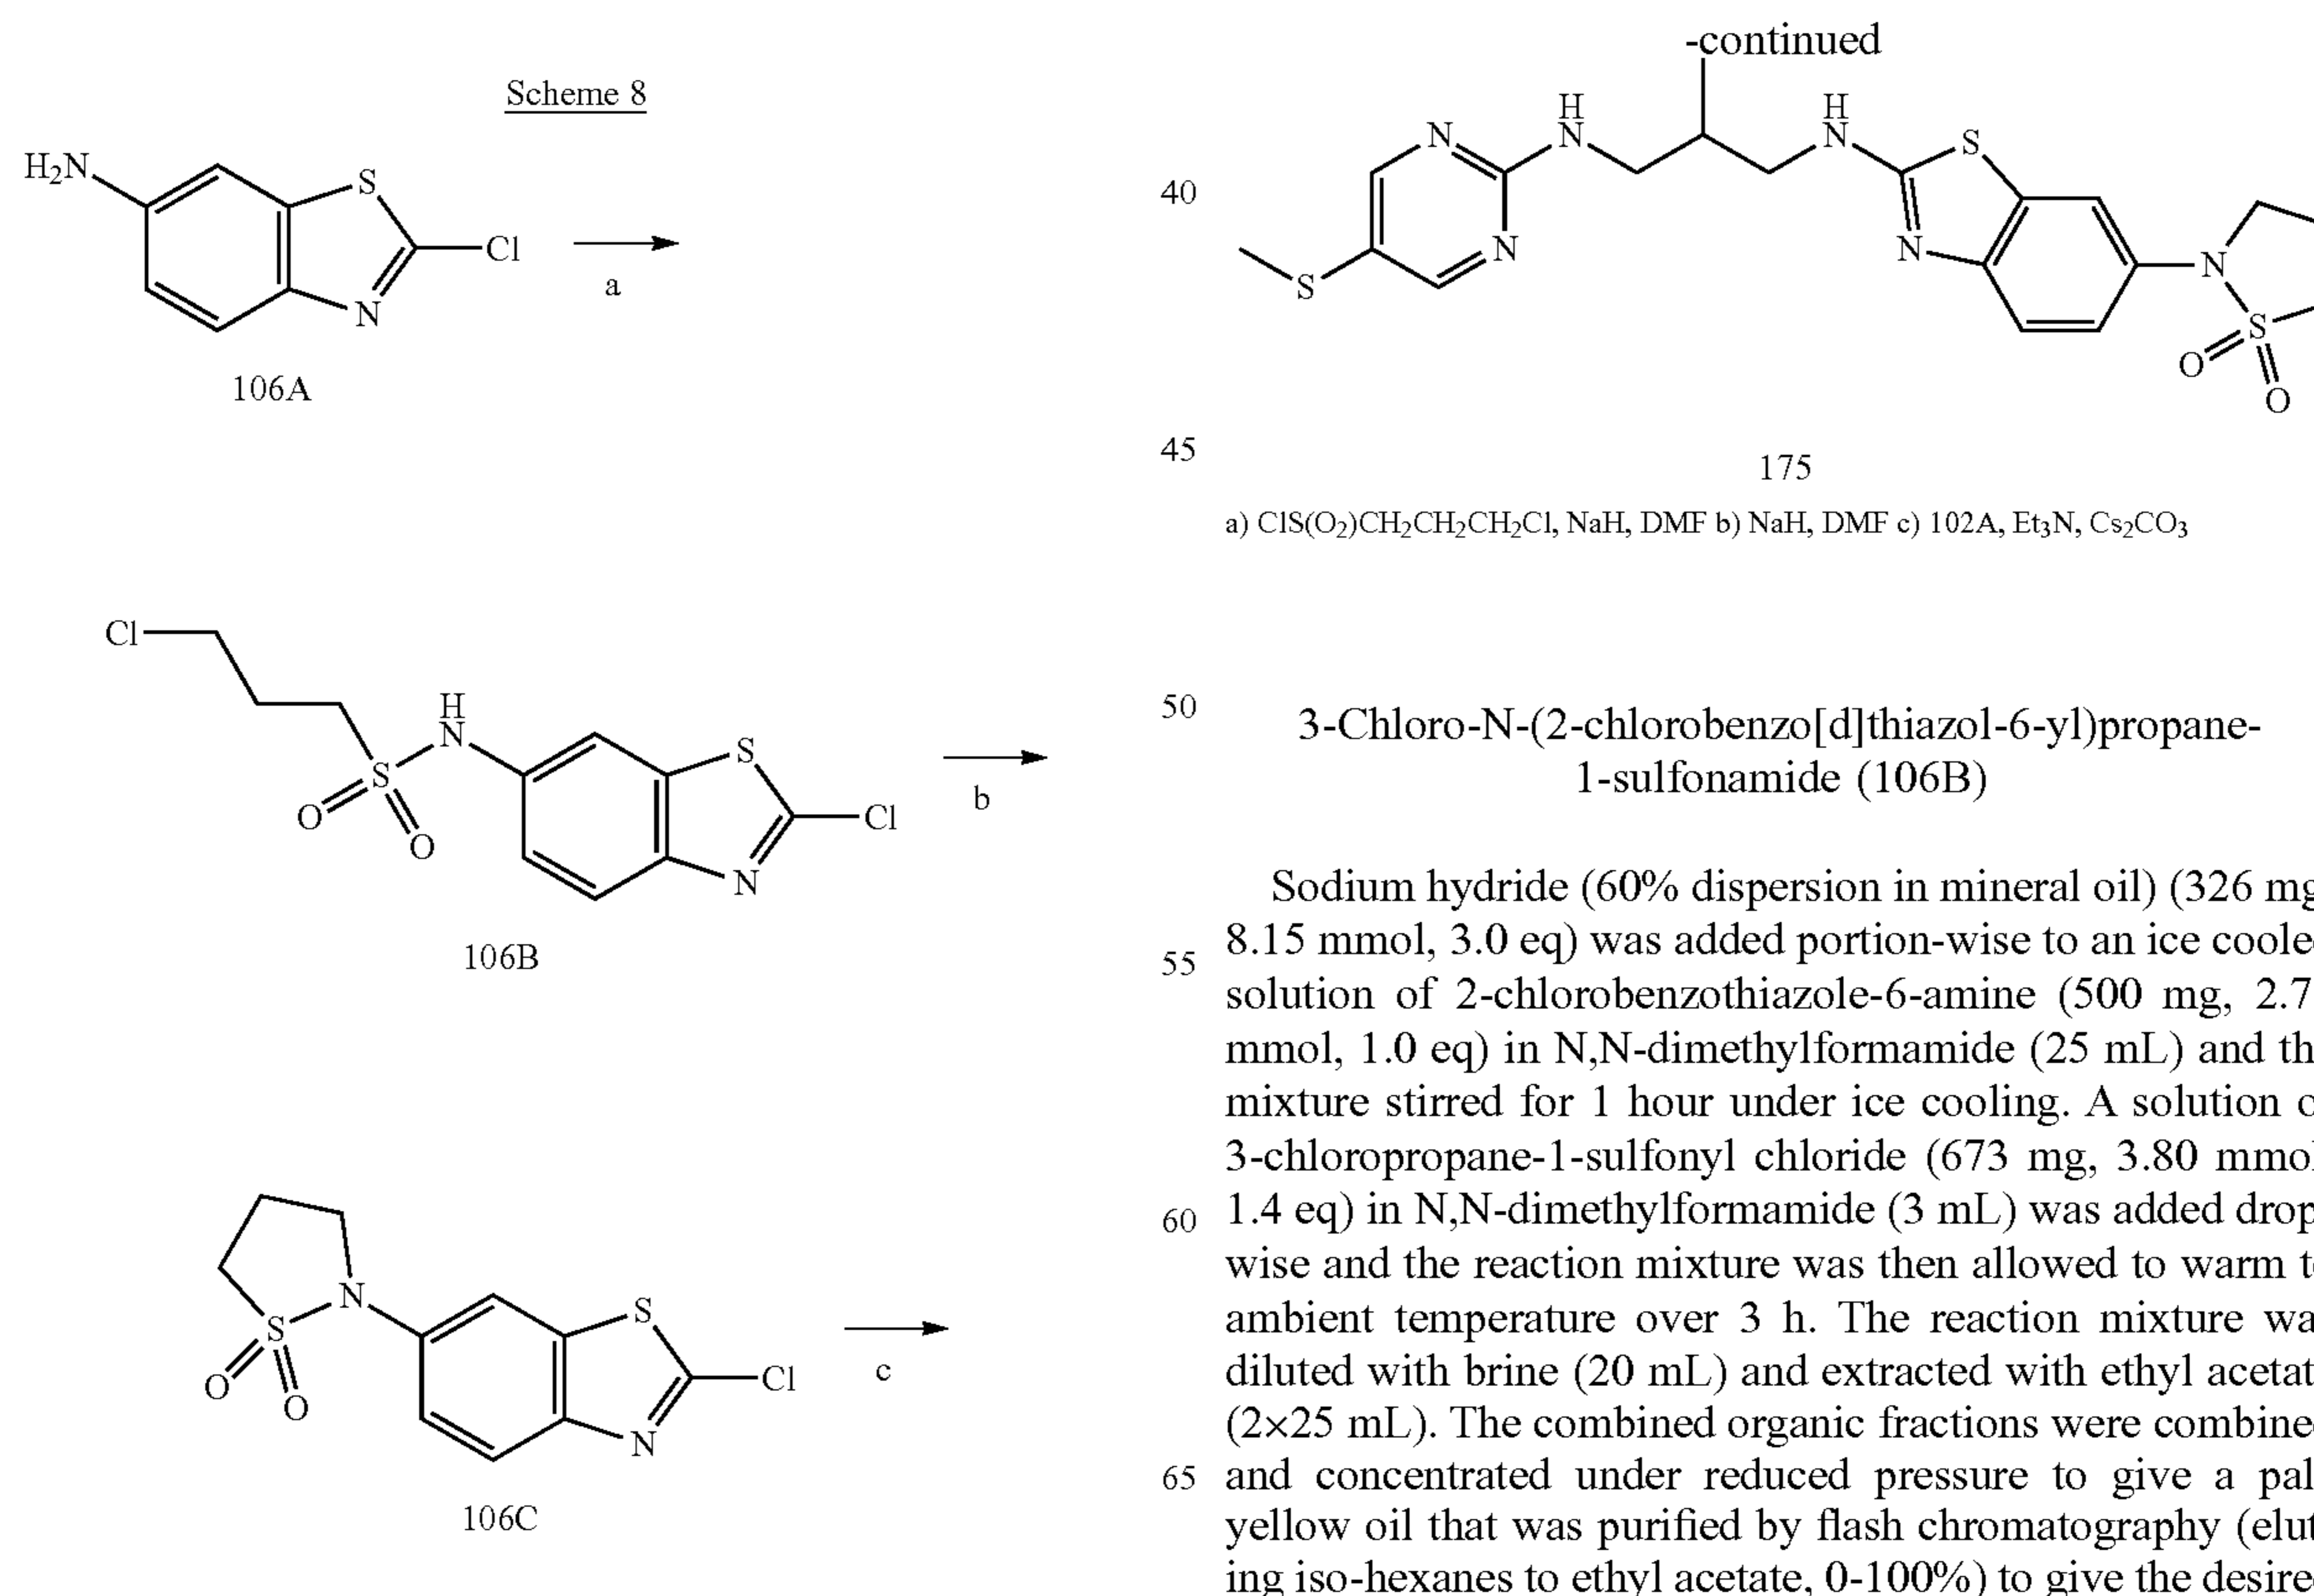 Scheme 8
H2N
S
Cl
N
a
106A
Cl
H
N
S
O
O
S
Cl
N
b
106B
N
S
O
O
S
Cl
N
c
106C
-continued
H
N
H
N
N
N
S
S
N
N
S
O
O
40
45
175
a) ClS(O2)CH2CH2CH2Cl, NaH, DMF b) NaH, DMF c) 102A, Et3N, Cs2CO3
50
3-Chloro-N-(2-chlorobenzo[d]thiazol-6-yl)propane-
1-sulfonamide (106B)
Sodium hydride (60% dispersion in mineral oil) (326 mg
8.15 mmol, 3.0 eq) was added portion-wise to an ice
55
solution of 2-chlorobenzothiazole-6-amine (500 mg, 2.7
mmol, 1.0 eq) in N,N-dimethylformamide (25 mL) and
mixture stirred for 1 hour under ice cooling. A solution
3-chloropropane-1-sulfonyl chloride (673 mg, 3.80
60
1.4 eq) in N,N-dimethylformamide (3 mL) was added drop
wise and the reaction mixture was then allowed to warm
ambient temperature over 3 h. The reaction mixture
diluted with brine (20 mL) and extracted with ethyl
(2×25 mL). The combined organic fractions were
65
and concentrated under reduced pressure to give a
yellow oil that was purified by flash chromatography
ing iso-hexanes to ethyl acetate, 0-100%) to give the